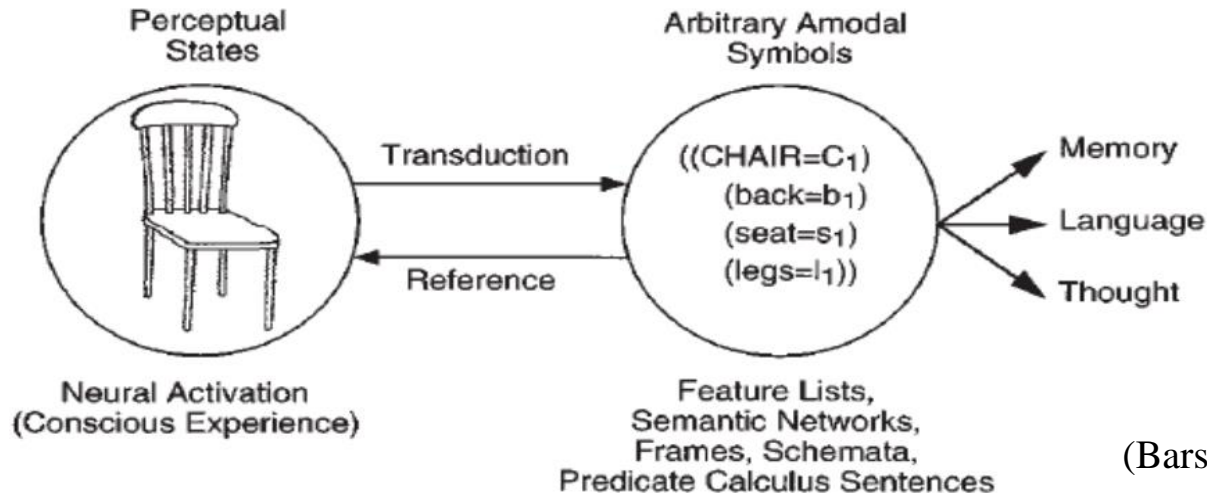 Perceptual
States
Arbitrary Amodal
Symbols
Transduction
Reference
((CHAIR=C₁)
(back=b₁)
(seat=s₁)
(legs=l₁))
Memory
Language
Thought
Neural Activation
(Conscious Experience)
Feature Lists,
Semantic Networks,
Frames, Schemata,
Predicate Calculus Sentences
(Bars